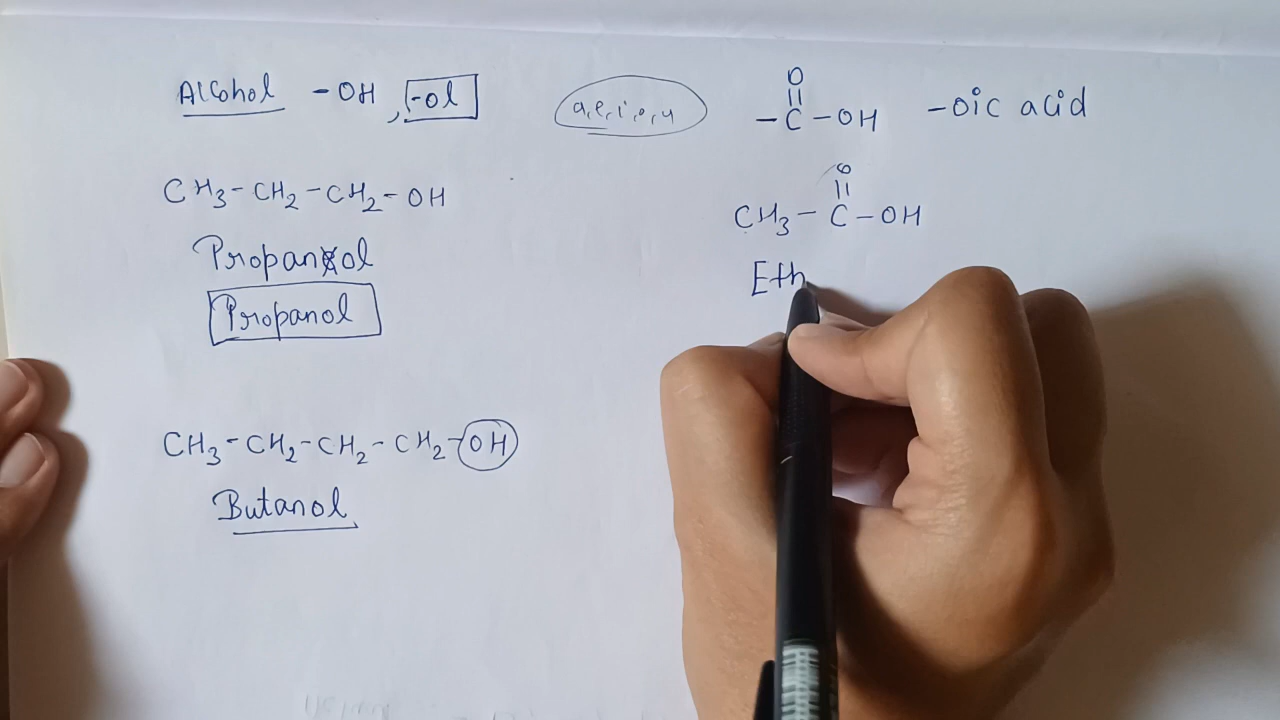 Alcohol -OH, -ol
a,e,i,o,u
O
||
-C-OH -oic acid
CH3-CH2-CH2-OH
Propanol
Propanol
CH3-CH2-CH2-CH2-OH
Butanol
O
||
CH3-C-OH
Eth